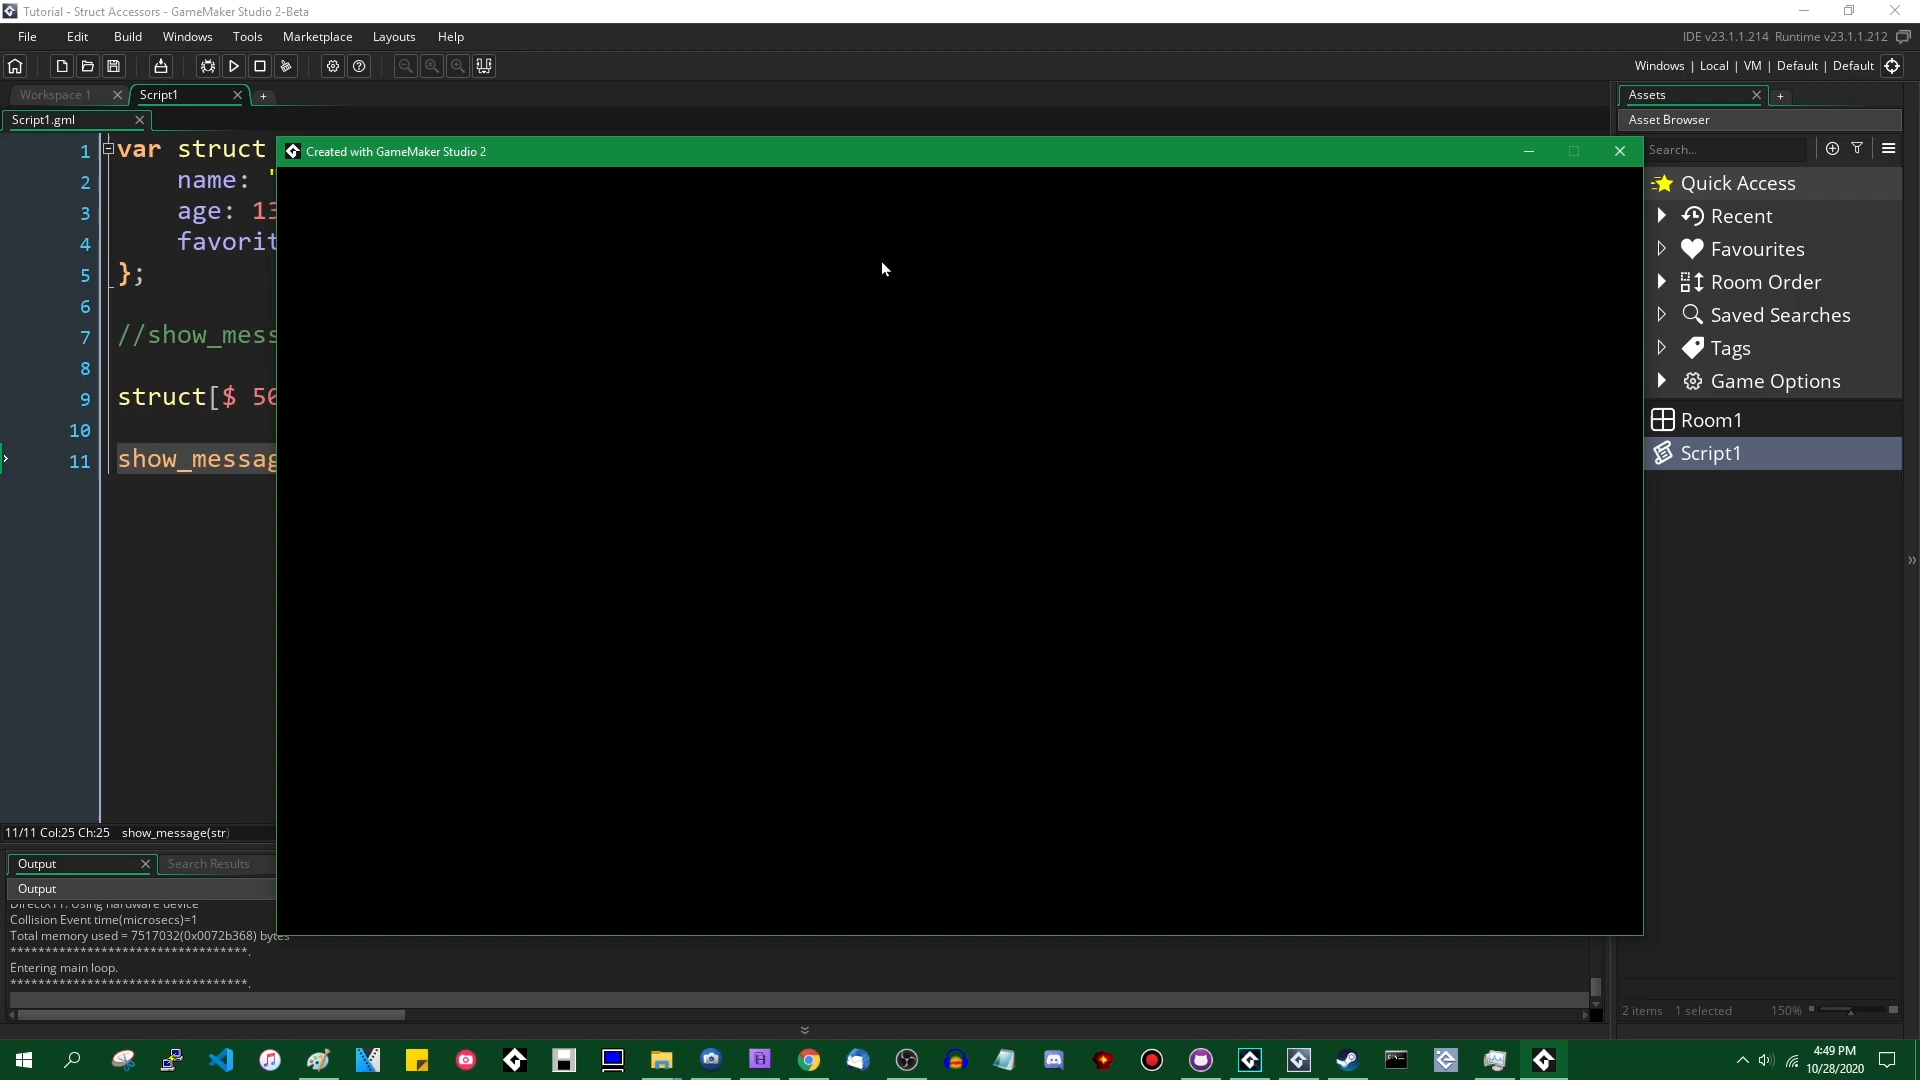 Tutorial - Struct Accessors - GameMaker Studio 2-Beta
File Edit Build Windows Tools Marketplace Layouts Help
IDE v23.1.1.214 Runtime v23.1.1.212
Windows | Local | VM | Default | Default
Workspace 1 Script1
Assets
Script1.gml
Asset Browser
Created with GameMaker Studio 2
Search...
1 var struct
2 name: "
3 age: 13
4 favorit
5 };
6
7 //show_mess
8
9 struct[$ 50
10
11 show_messag
Quick Access
Recent
Favourites
Room Order
Saved Searches
Tags
Game Options
Room1
Script1
11/11 Col:25 Ch:25 show_message(str)
Output Search Results
Output
DirectX11: Using hardware device
Collision Event time(microsecs)=1
Total memory used = 7517032(0x0072b368) bytes
*********************************.
Entering main loop.
*********************************.
2 items 1 selected 150%
4:49 PM
10/28/2020